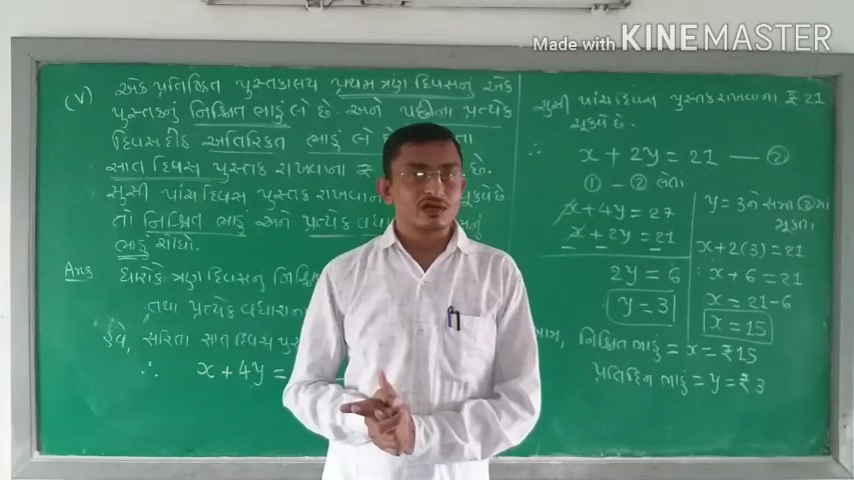 Made with KINEMASTER
(V) એક પ્રતિષ્ઠિત પુસ્તકાલય પ્રથમ ત્રણ દિવસનું એક
પુસ્તકનું નિશ્ચિત ભાડું લે છે. અને પછીના પ્રત્યેક
દિવસ દીઠ અતિરિક્ત ભાડું લે છે
સાત દિવસ પુસ્તક રાખવાના ₹ છે.
સુસી પાંચ દિવસ પુસ્તક રાખવાના ચૂકવે છે
તો નિશ્ચિત ભાડું અને પ્રત્યેક
ભાડું શોધો.
Ans ધારોકે ત્રણ દિવસનું
તથા પ્રત્યેક વધારાના
હવે, સરિતા સાત દિવસ
∴ x + 4y =
સુસી પાંચ દિવસ પુસ્તક રાખવાના ₹ 21
ચૂકવે છે.
∴ x + 2y = 21 — ②
① – ② લેતાં
x + 4y = 27
x + 2y = 21
– – –
2y = 6
y = 3
y = 3 ને સમી ② માં
મૂકતા,
x + 2(3) = 21
∴ x + 6 = 21
x = 21 - 6
x = 15
નિશ્ચિત ભાડું = x = ₹ 15
પ્રતિદિન ભાડું = y = ₹ 3